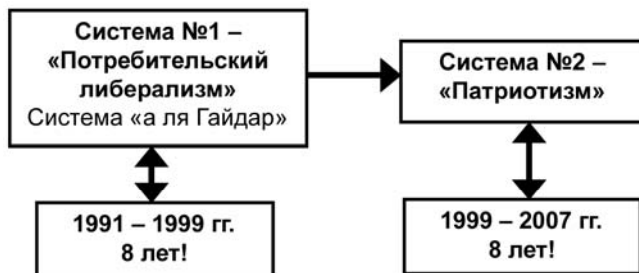 Система №1 –
«Потребительский
либерализм»
Система «а ля Гайдар»
Система №2 –
«Патриотизм»
1991 – 1999 гг.
8 лет!
1999 – 2007 гг.
8 лет!